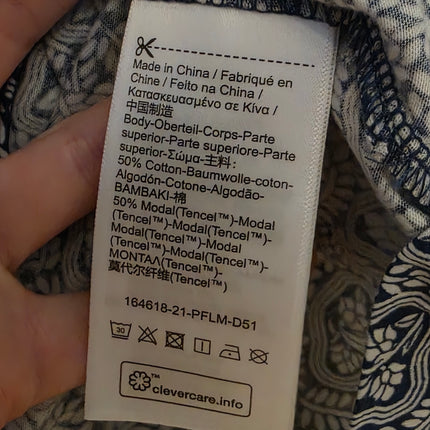 Made in China / Fabriqué en
Chine / Feito na China /
Κατασκευασμένο σε Κίνα /
中国制造
Body-Oberteil-Corps-Parte
superior-Parte superiore-Parte
superior-Σώμα-主料:
50% Cotton-Baumwolle-coton-
Algodón-Cotone-Algodão-
ΒΑΜΒΑΚΙ-棉
50% Modal(Tencel™)-Modal
(Tencel™)-Modal(Tencel™)-
Modal(Tencel™)-Modal
(Tencel™)-Modal(Tencel™)-
ΜΟΝΤΑΛ(Tencel™)-
莫代尔纤维(Tencel™)
164618-21-PFLM-D51
30
™ clevercare.info